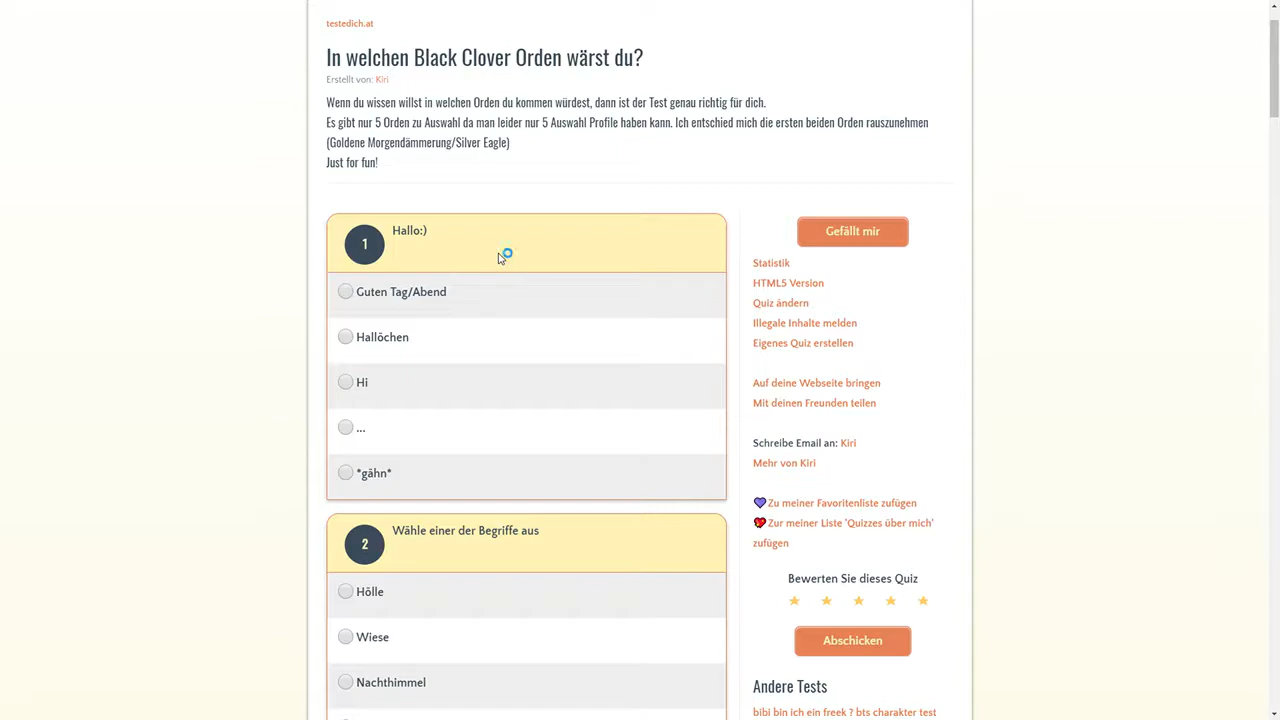 testedich.at
In welchen Black Clover Orden wärst du?
Erstellt von: Kiri
Wenn du wissen willst in welchen Orden du kommen würdest, dann ist der Test genau richtig für dich.
Es gibt nur 5 Orden zu Auswahl da man leider nur 5 Auswahl Profile haben kann. Ich entschied mich die ersten beiden Orden rauszunehmen
(Goldene Morgendämmerung/Silver Eagle)
Just for fun!
1
Hallo:)
Guten Tag/Abend
Hallöchen
Hi
...
*gähn*
2
Wähle einer der Begriffe aus
Hölle
Wiese
Nachthimmel
Gefällt mir
Statistik
HTML5 Version
Quiz ändern
Illegale Inhalte melden
Eigenes Quiz erstellen
Auf deine Webseite bringen
Mit deinen Freunden teilen
Schreibe Email an: Kiri
Mehr von Kiri
Zu meiner Favoritenliste zufügen
Zur meiner Liste 'Quizzes über mich'
zufügen
Bewerten Sie dieses Quiz
Abschicken
Andere Tests
bibi bin ich ein freek ? bts charakter test